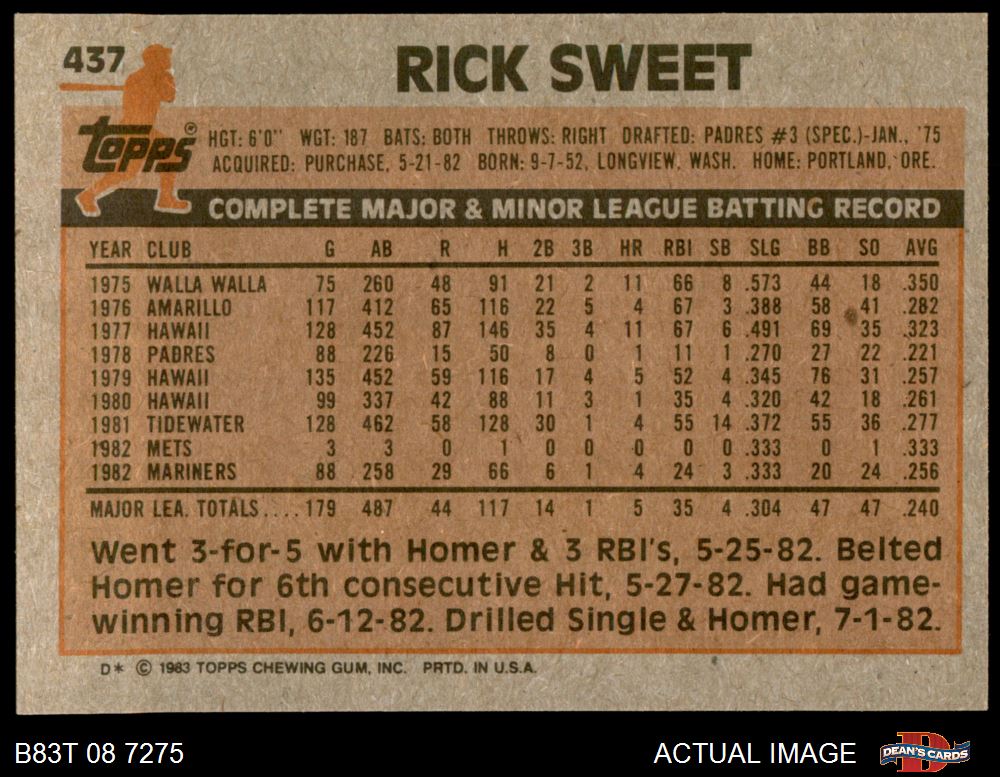 437
RICK SWEET
Topps®
HGT: 6'0" WGT: 187 BATS: BOTH THROWS: RIGHT DRAFTED: PADRES #3 (SPEC.)-JAN., '75
ACQUIRED: PURCHASE, 5-21-82 BORN: 9-7-52, LONGVIEW, WASH. HOME: PORTLAND, ORE.
COMPLETE MAJOR & MINOR LEAGUE BATTING RECORD
YEAR CLUB G AB R H 2B 3B HR RBI SB SLG BB SO AVG
1975 WALLA WALLA 75 260 48 91 21 2 11 66 8 .573 44 18 .350
1976 AMARILLO 117 412 65 116 22 5 4 67 3 .388 58 41 .282
1977 HAWAII 128 452 87 146 35 4 11 67 6 .491 69 35 .323
1978 PADRES 88 226 15 50 8 0 1 11 1 .270 27 22 .221
1979 HAWAII 135 452 59 116 17 4 5 52 4 .345 76 31 .257
1980 HAWAII 99 337 42 88 11 3 1 35 4 .320 42 18 .261
1981 TIDEWATER 128 462 58 128 30 1 4 55 14 .372 55 36 .277
1982 METS 3 3 0 1 0 0 0 0 0 .333 0 1 .333
1982 MARINERS 88 258 29 66 6 1 4 24 3 .333 20 24 .256
MAJOR LEA. TOTALS....179 487 44 117 14 1 5 35 4 .304 47 47 .240
Went 3-for-5 with Homer & 3 RBI's, 5-25-82. Belted
Homer for 6th consecutive Hit, 5-27-82. Had game-
winning RBI, 6-12-82. Drilled Single & Homer, 7-1-82.
D* © 1983 TOPPS CHEWING GUM, INC. PRTD. IN U.S.A.
B83T 08 7275
ACTUAL IMAGE
DEAN'S CARDS